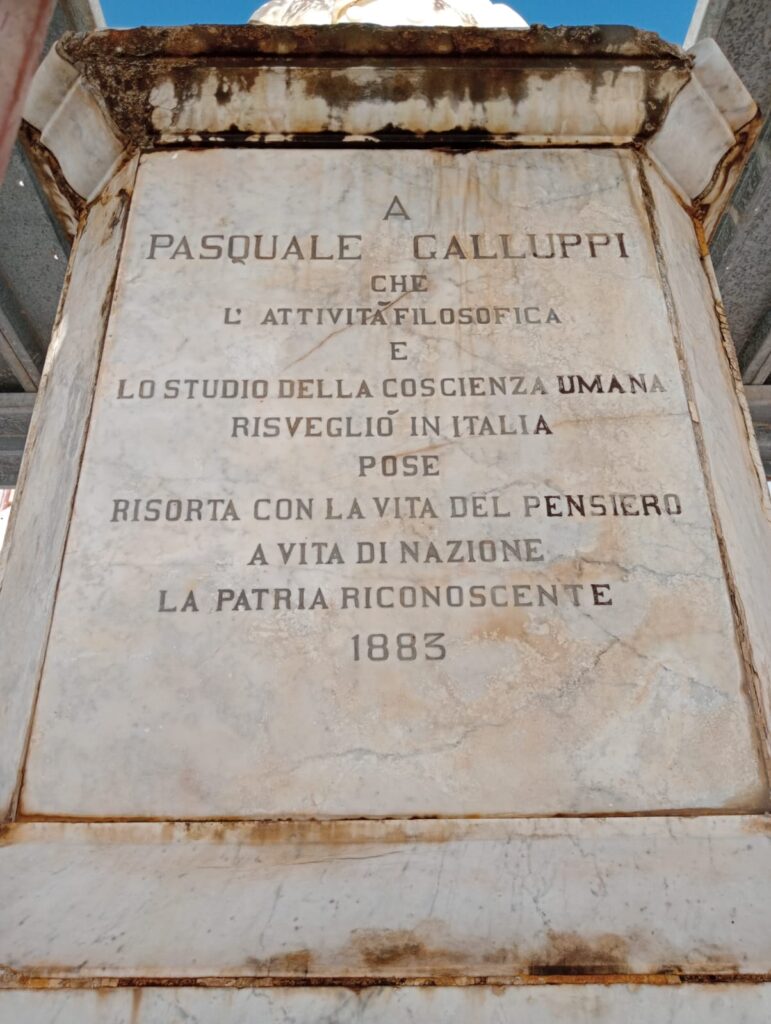 A
PASQUALE GALLUPPI
CHE
L' ATTIVITÀ FILOSOFICA
E
LO STUDIO DELLA COSCIENZA UMANA
RISVEGLIÒ IN ITALIA
POSE
RISORTA CON LA VITA DEL PENSIERO
A VITA DI NAZIONE
LA PATRIA RICONOSCENTE
1883